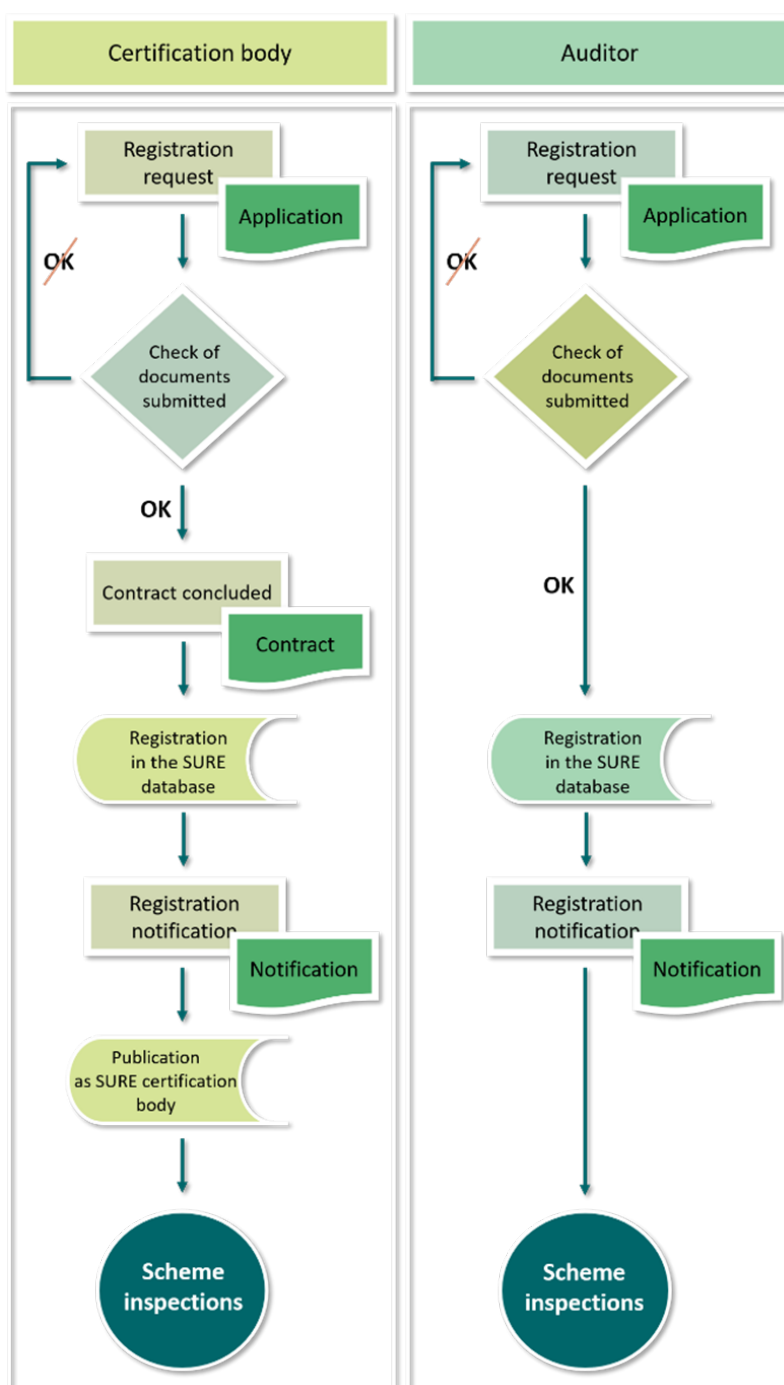 Certification body
Registration
request
Application
OK
Check of
documents
submitted
OK
Contract concluded
Contract
Registration
in the SURE
database
Registration
notification
Notification
Publication
as SURE certification
body
Scheme
inspections
Auditor
Registration
request
Application
OK
Check of
documents
submitted
OK
Registration
in the SURE
database
Registration
notification
Notification
Scheme
inspections